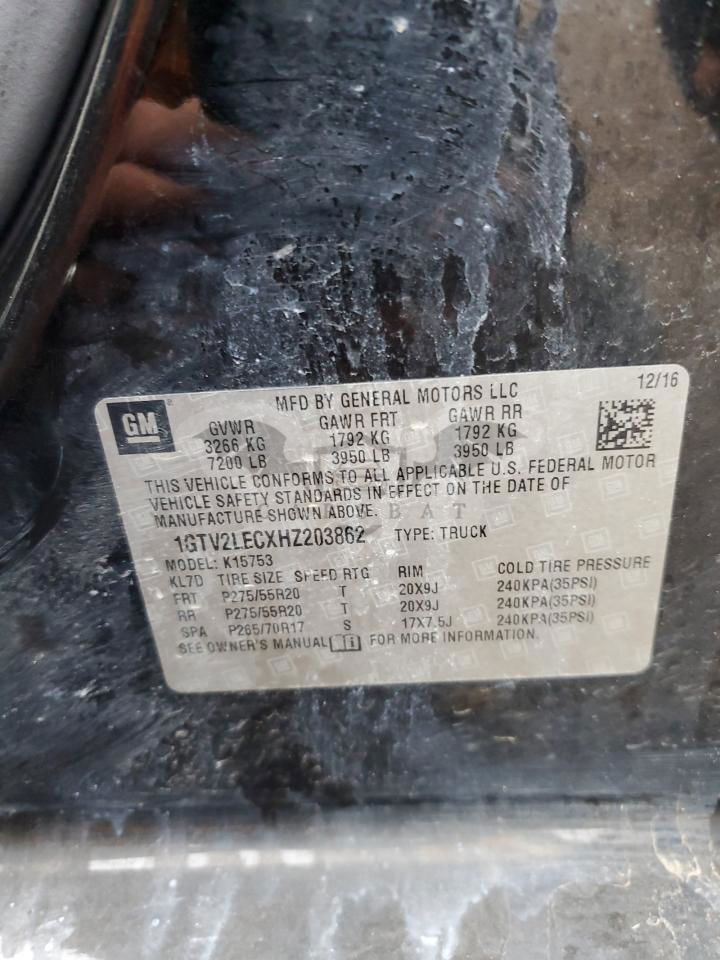 12/16
MFD BY GENERAL MOTORS LLC
GM
GVWR GAWR FRT GAWR RR
3266 KG 1792 KG 1792 KG
7200 LB 3950 LB 3950 LB
THIS VEHICLE CONFORMS TO ALL APPLICABLE U.S. FEDERAL MOTOR
VEHICLE SAFETY STANDARDS IN EFFECT ON THE DATE OF
MANUFACTURE SHOWN ABOVE.
BAT
1GTV2LECXHZ203862 TYPE: TRUCK
MODEL: K15753
KL7D TIRE SIZE SPEED RTG RIM COLD TIRE PRESSURE
FRT P275/55R20 T 20X9J 240KPA(35PSI)
RR P275/55R20 T 20X9J 240KPA(35PSI)
SPA P265/70R17 S 17X7.5J 240KPA(35PSI)
SEE OWNER'S MANUAL i FOR MORE INFORMATION.